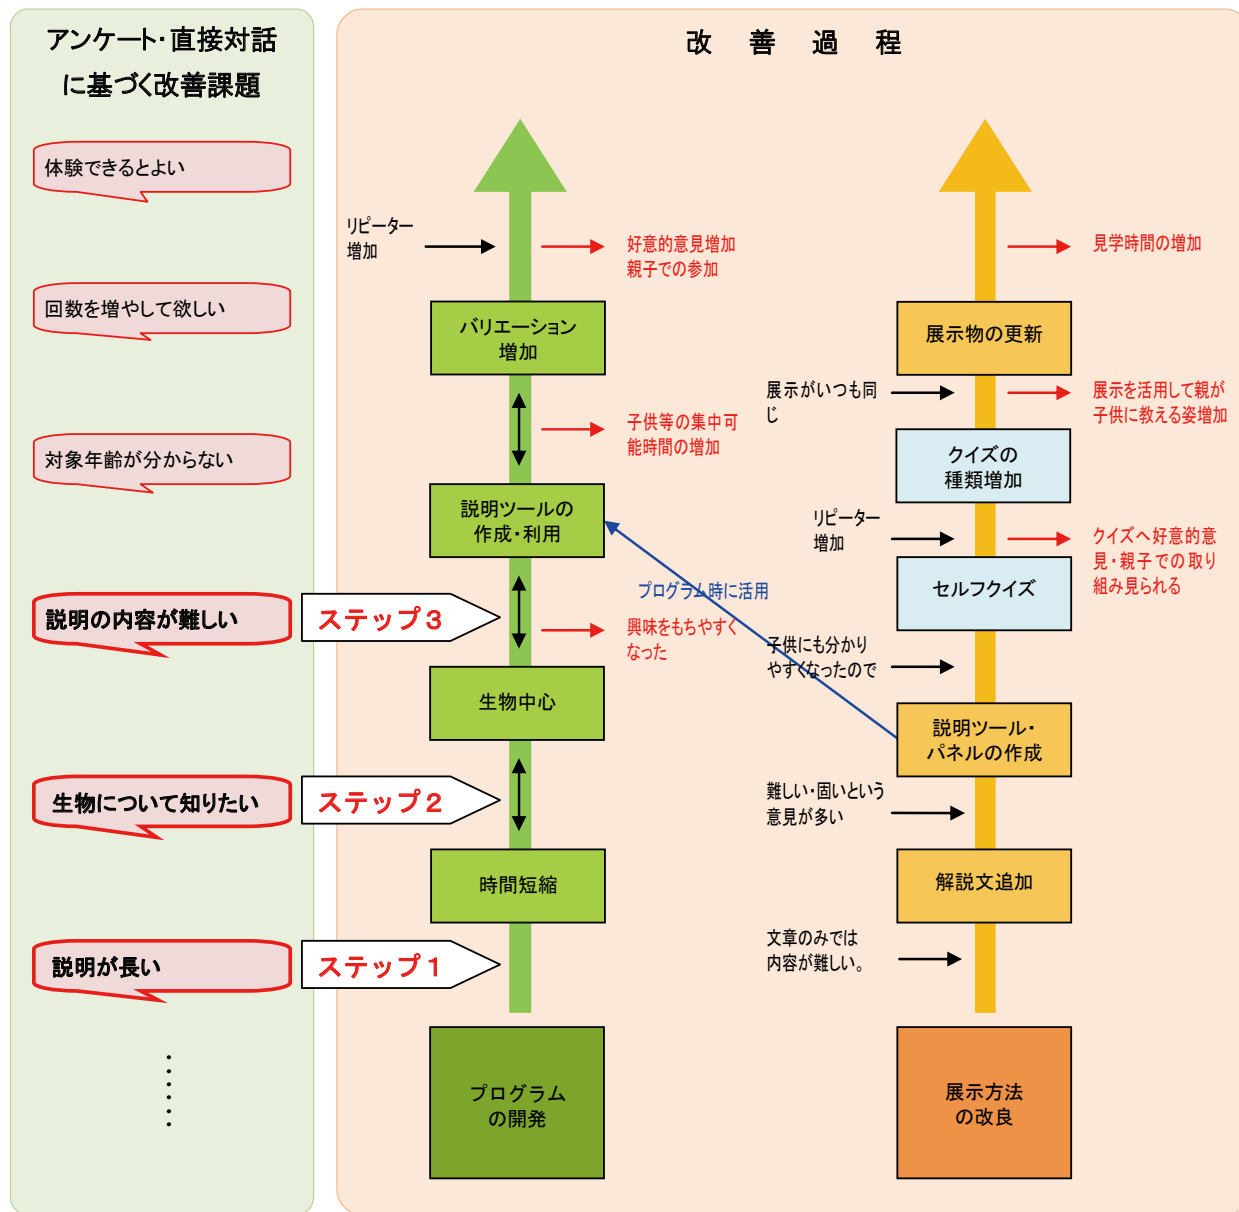 アンケート・直接対話
に基づく改善課題
体験できるとよい
回数を増やして欲しい
対象年齢が分からない
説明の内容が難しい
生物について知りたい
説明が長い
・・・・・・
改善過程
リピーター
増加
好意的意見増加
親子での参加
バリエーション
増加
子供等の集中可
能時間の増加
説明ツールの
作成・利用
プログラム時に活用
ステップ3
興味をもちやすく
なった
生物中心
ステップ2
時間短縮
ステップ1
プログラム
の開発
見学時間の増加
展示物の更新
展示がいつも同
じ
展示を活用して親が
子供に教える姿増加
クイズの
種類増加
リピーター
増加
クイズへ好意的意
見・親子での取り
組み見られる
セルフクイズ
子供にも分かり
やすくなったので
説明ツール・
パネルの作成
難しい・固いという
意見が多い
解説文追加
文章のみでは
内容が難しい。
展示方法
の改良